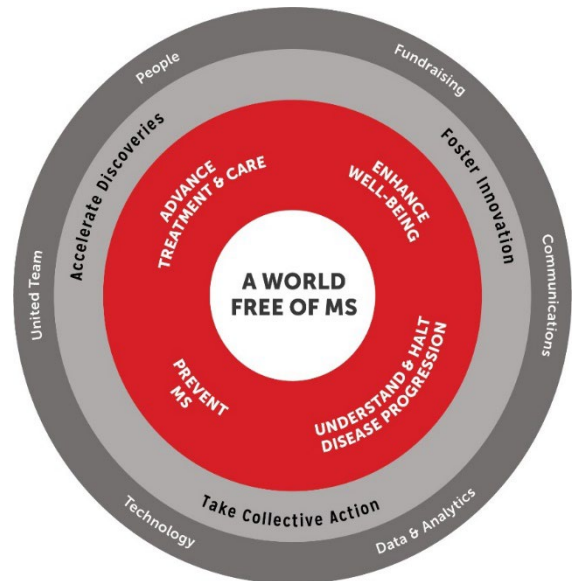 People
Fundraising
Accelerate Discoveries
Foster Innovation
ADVANCE
TREATMENT & CARE
ENHANCE
WELL-BEING
United Team
A WORLD
FREE OF MS
Communications
PREVENT
MS
UNDERSTAND & HALT
DISEASE PROGRESSION
Take Collective Action
Technology
Data & Analytics